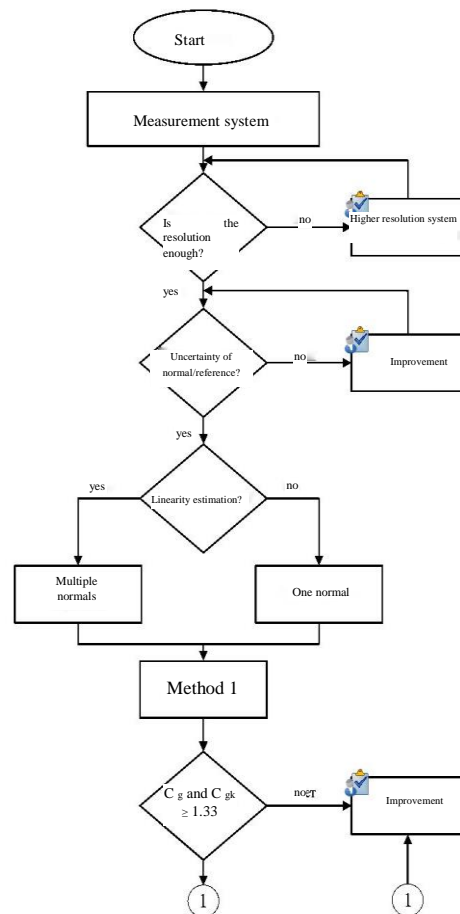 Start
Measurement system
Is the
resolution
enough?
no
Higher resolution system
yes
Uncertainty of
normal/reference?
no
Improvement
yes
Linearity estimation?
yes
no
Multiple
normals
One normal
Method 1
C g and C gk
≥ 1.33
no
Improvement
1
1